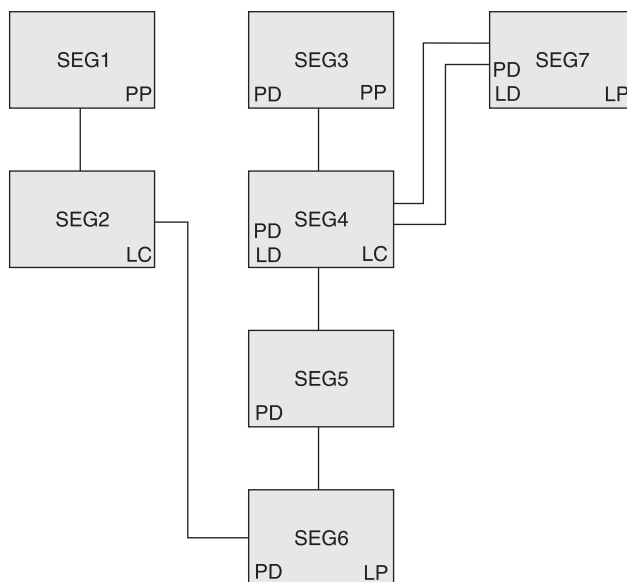 SEG1
PP
SEG3
PD PP
SEG7
PD
LD LP
SEG2
LC
SEG4
PD
LD LC
SEG5
PD
SEG6
PD LP